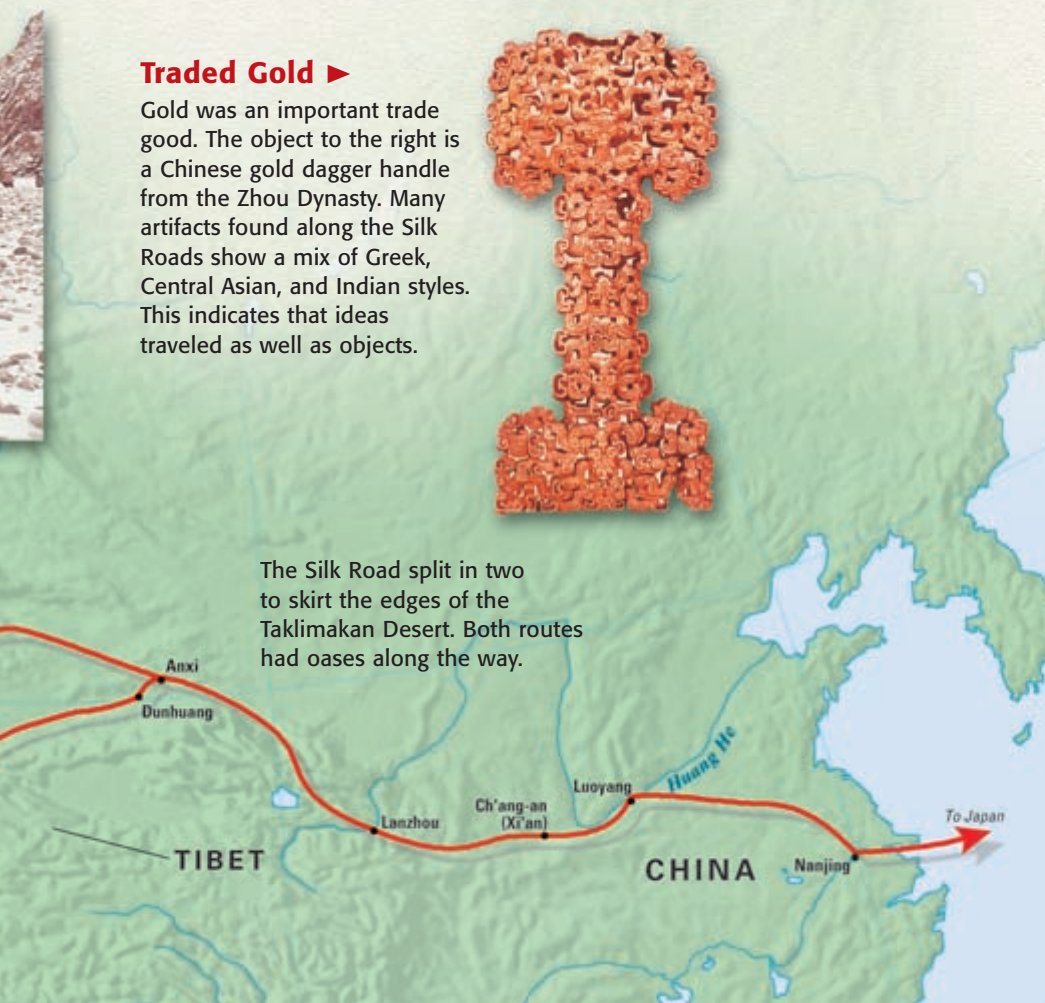 Traded Gold ►
Gold was an important trade
good. The object to the right is
a Chinese gold dagger handle
from the Zhou Dynasty. Many
artifacts found along the Silk
Roads show a mix of Greek,
Central Asian, and Indian styles.
This indicates that ideas
traveled as well as objects.
The Silk Road split in two
to skirt the edges of the
Taklimakan Desert. Both routes
had oases along the way.
Anxi
Dunhuang
Lanzhou
Ch'ang-an
(Xi'an)
Luoyang
Huang He
Nanjing
To Japan
TIBET
CHINA